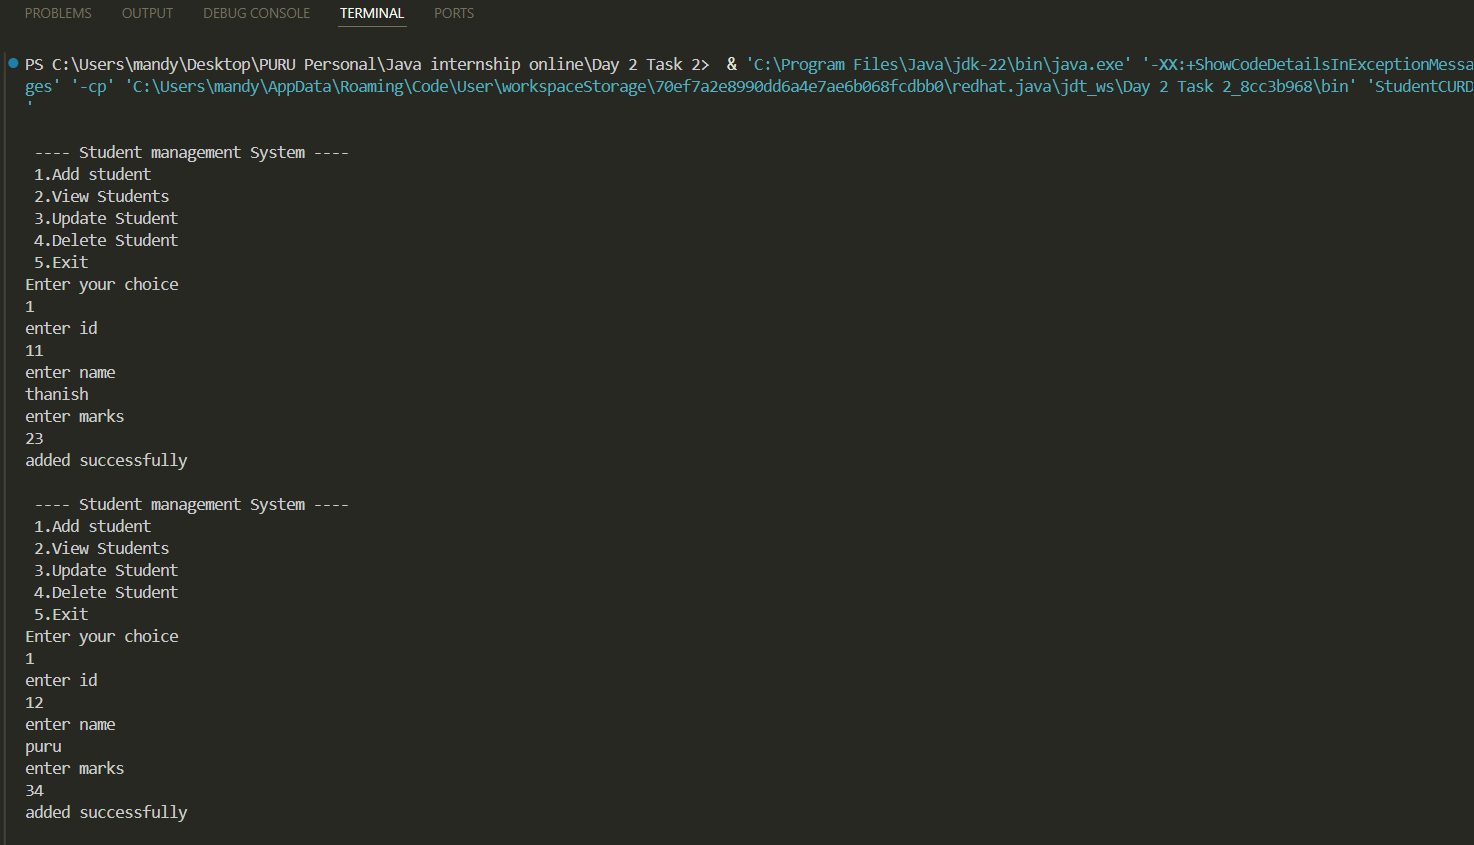 PROBLEMS OUTPUT DEBUG CONSOLE TERMINAL PORTS
PS C:\Users\mandy\Desktop\PURU Personal\Java internship online\Day 2 Task 2>  & 'C:\Program Files\Java\jdk-22\bin\java.exe' '-XX:+ShowCodeDetailsInExceptionMessa
ges' '-cp' 'C:\Users\mandy\AppData\Roaming\Code\User\workspaceStorage\70ef7a2e8990dd6a4e7ae6b068fcdbb0\redhat.java\jdt_ws\Day 2 Task 2_8cc3b968\bin' 'StudentCURD
'
---- Student management System ----
1.Add student
2.View Students
3.Update Student
4.Delete Student
5.Exit
Enter your choice
1
enter id
11
enter name
thanish
enter marks
23
added successfully
---- Student management System ----
1.Add student
2.View Students
3.Update Student
4.Delete Student
5.Exit
Enter your choice
1
enter id
12
enter name
puru
enter marks
34
added successfully